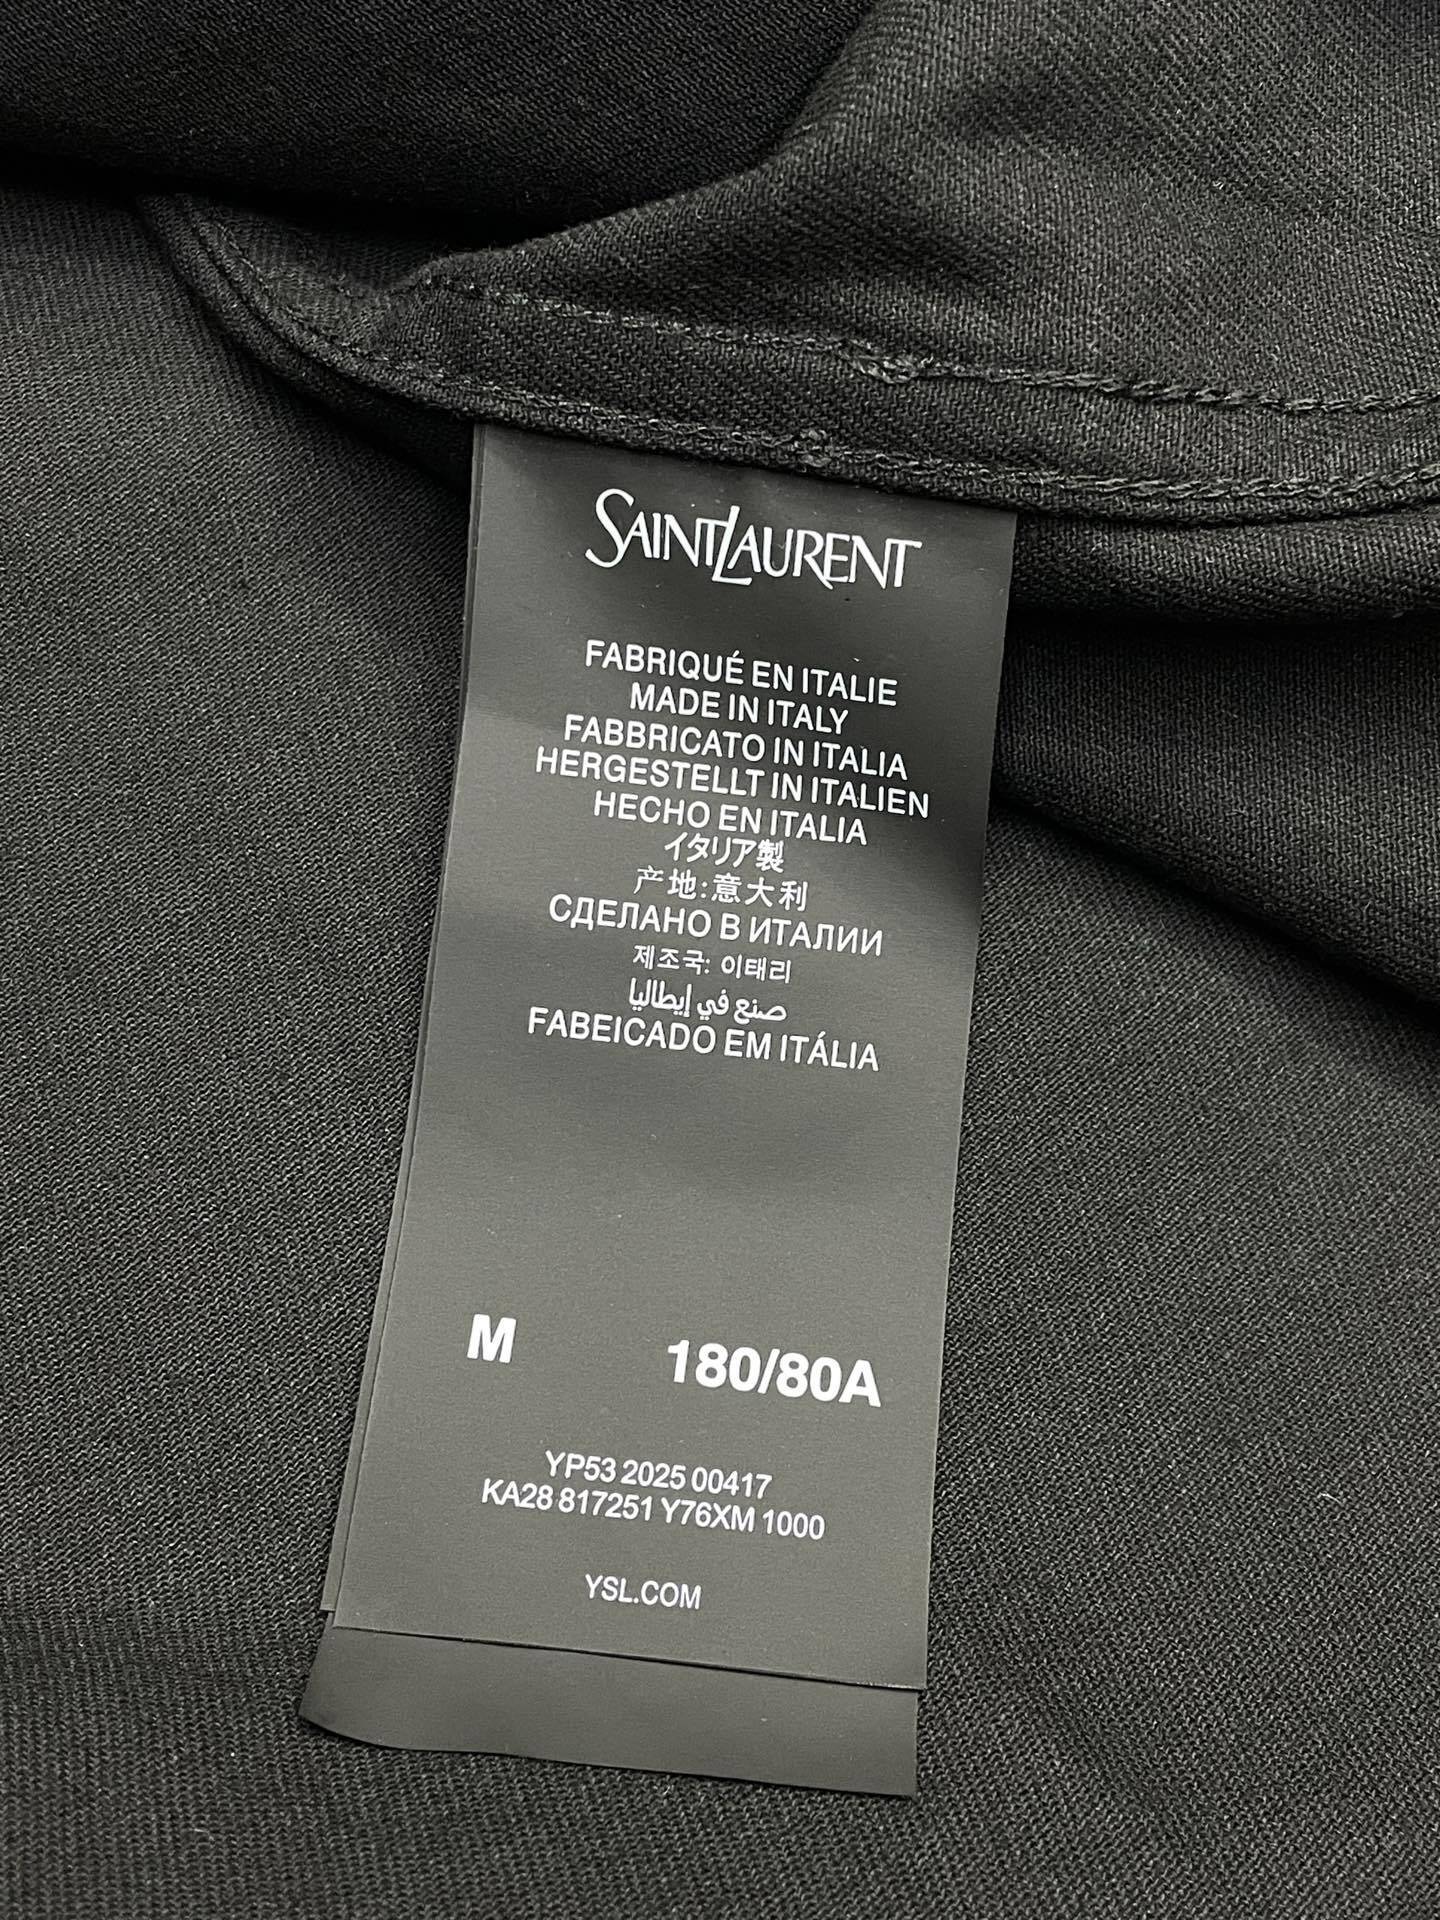 SAINT LAURENT
FABRIQUÉ EN ITALIE
MADE IN ITALY
FABBRICATO IN ITALIA
HERGESTELLT IN ITALIEN
HECHO EN ITALIA
イタリア製
产地:意大利
СДЕЛАНО В ИТАЛИИ
제조국: 이태리
صنع في إيطاليا
FABEICADO EM ITÁLIA
M 180/80A
YP53 2025 00417
KA28 817251 Y76XM 1000
YSL.COM